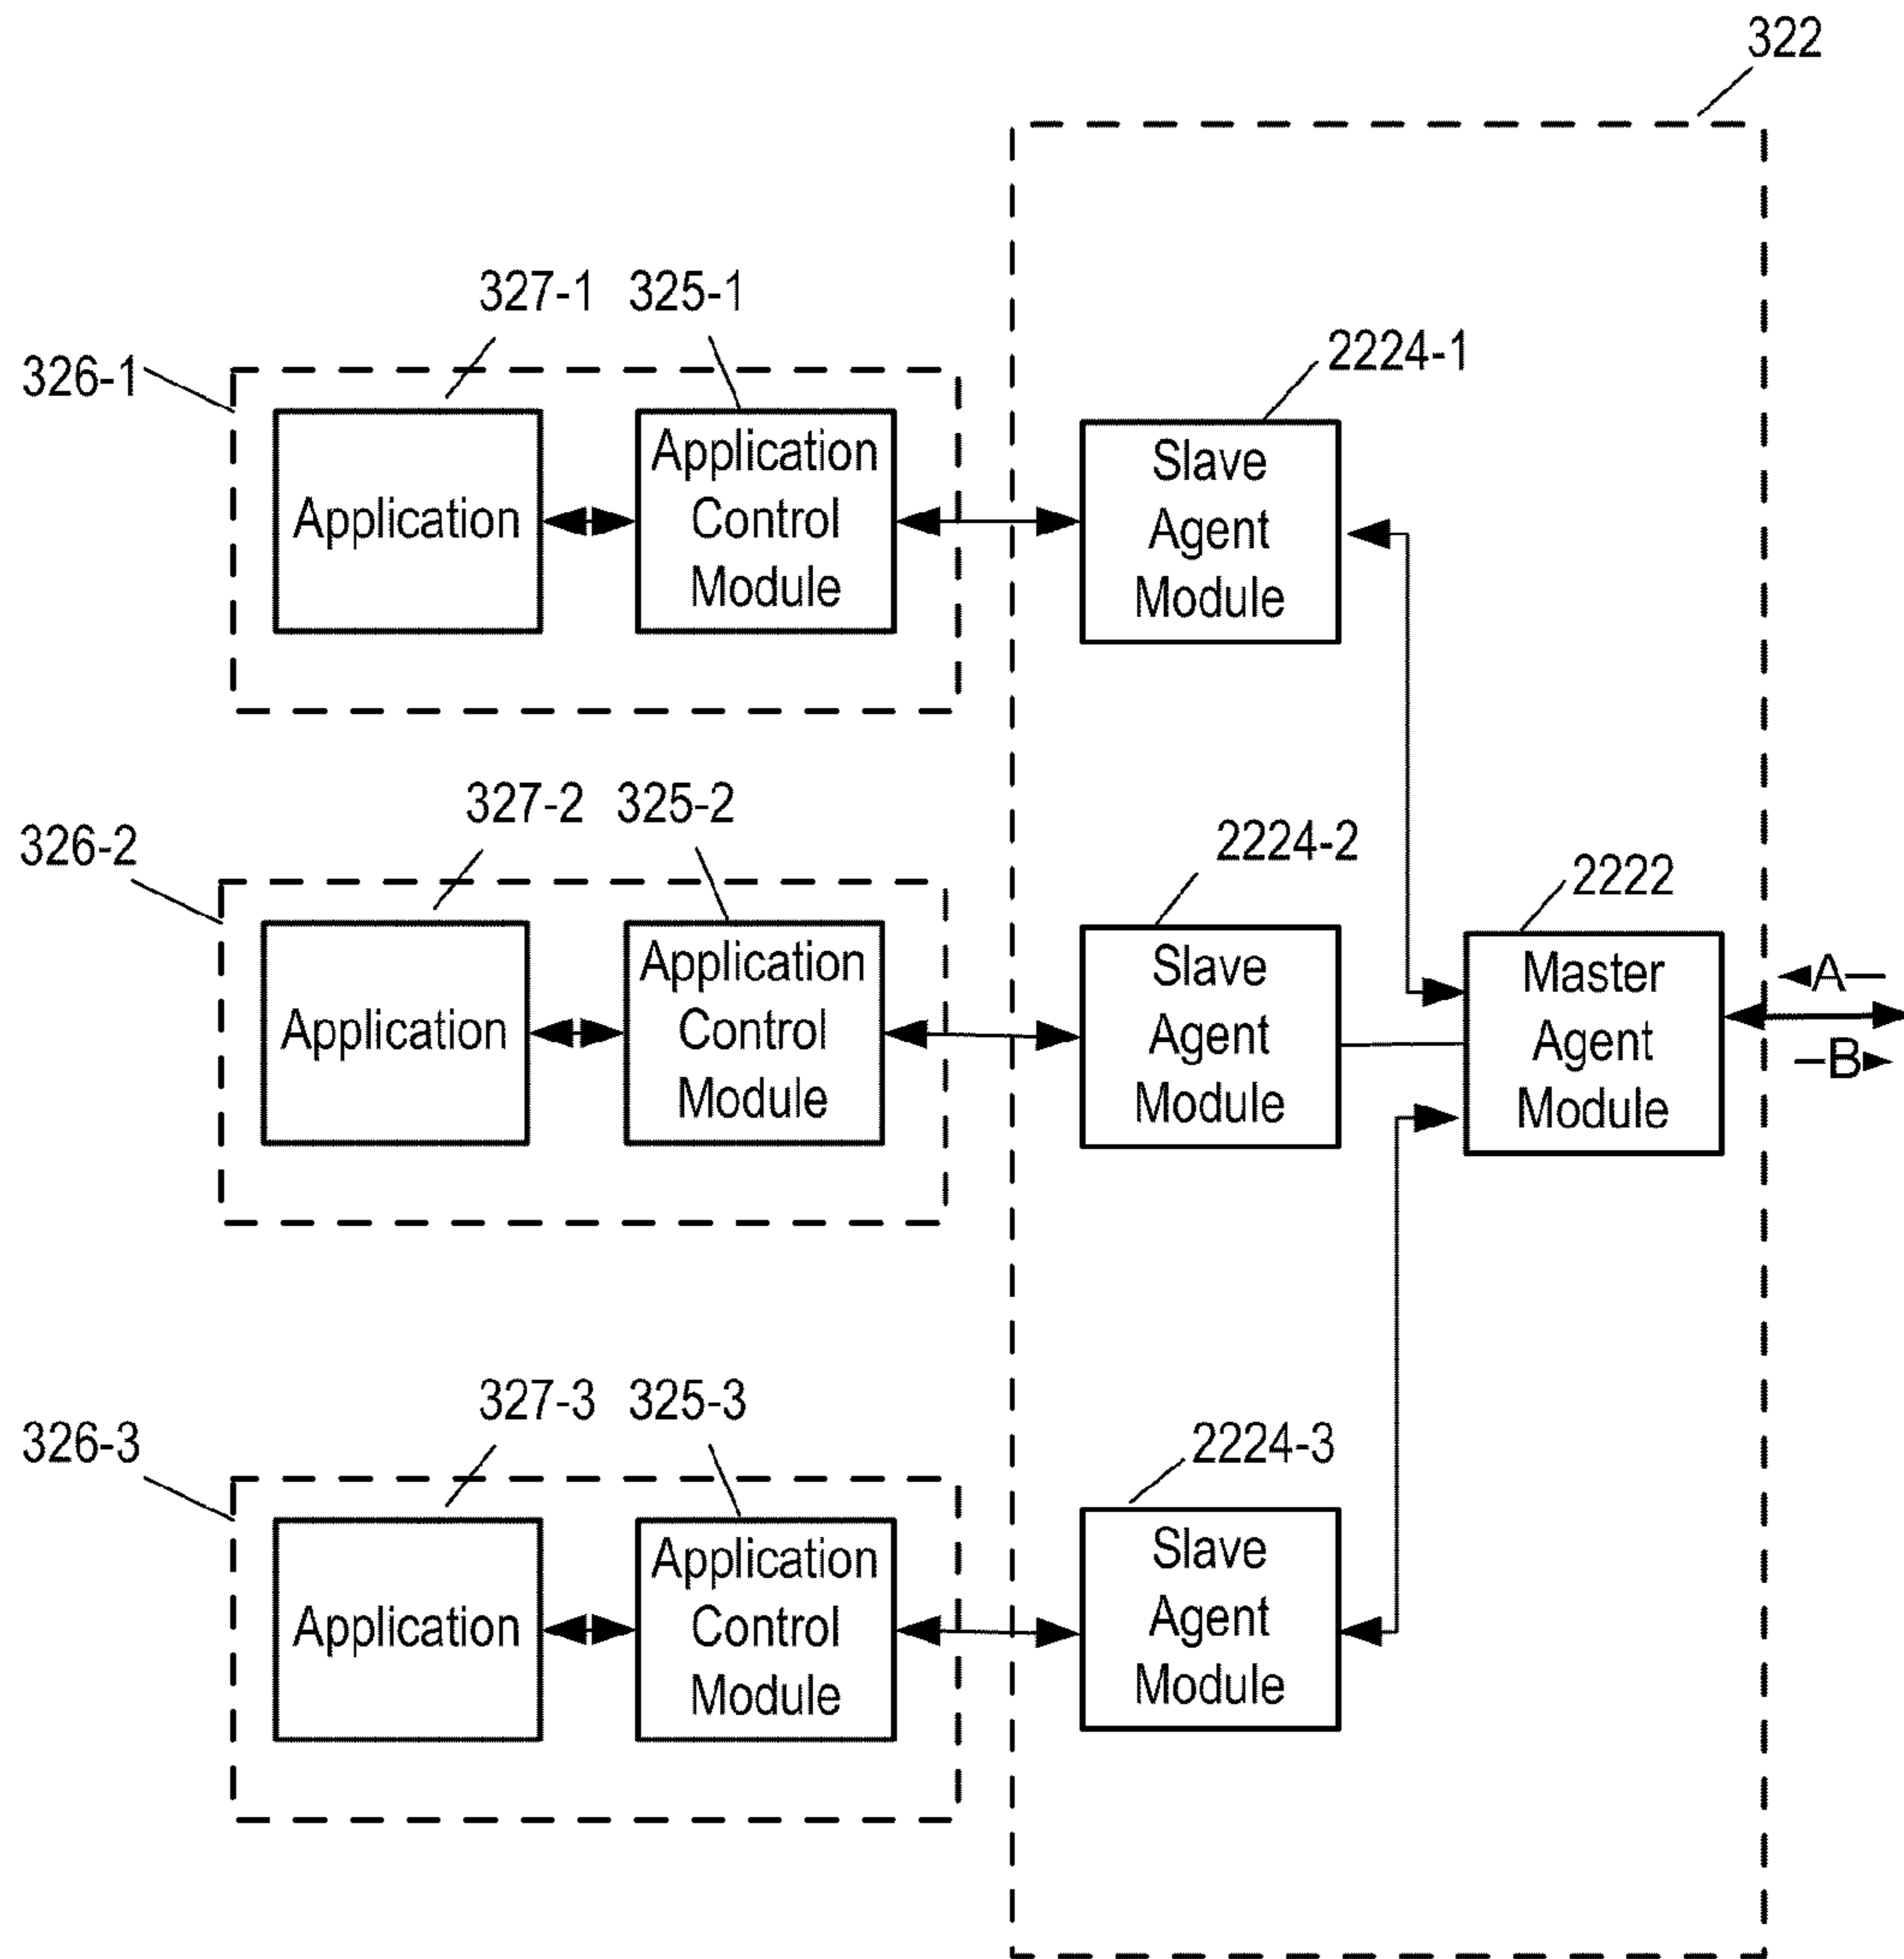 322
327-1 325-1
326-1
2224-1
Application
Application
Control
Module
Slave
Agent
Module
327-2 325-2
326-2
2224-2
2222
Application
Application
Control
Module
Slave
Agent
Module
Master
Agent
Module
A
B
327-3 325-3
326-3
2224-3
Application
Application
Control
Module
Slave
Agent
Module